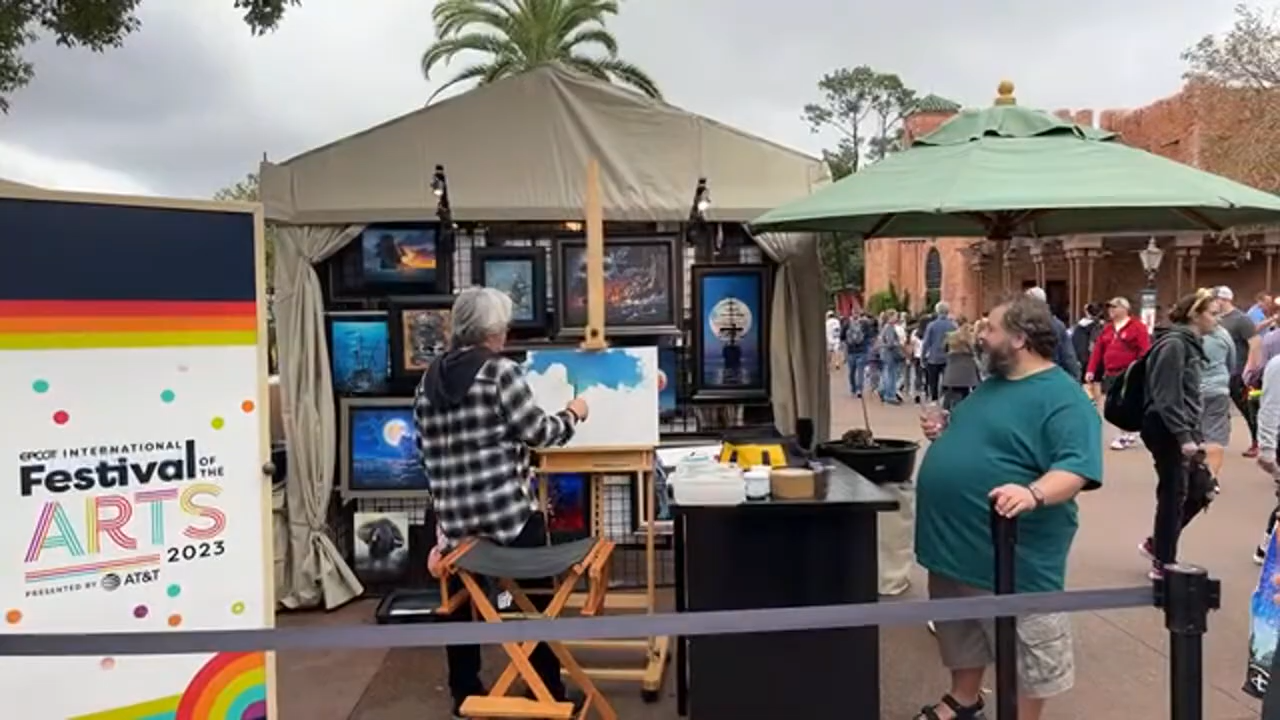 EPCOT INTERNATIONAL
Festival OF THE
ARTS
2023
PRESENTED BY AT&T